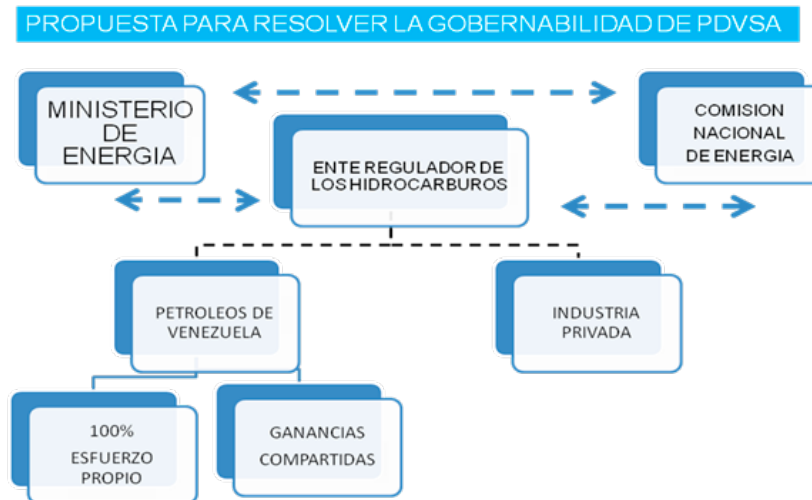 PROPUESTA PARA RESOLVER LA GOBERNABILIDAD DE PDVSA
MINISTERIO
DE
ENERGIA
COMISION
NACIONAL
DE ENERGIA
ENTE REGULADOR DE
LOS HIDROCARBUROS
PETROLEOS DE
VENEZUELA
INDUSTRIA
PRIVADA
100%
ESFUERZO
PROPIO
GANANCIAS
COMPARTIDAS